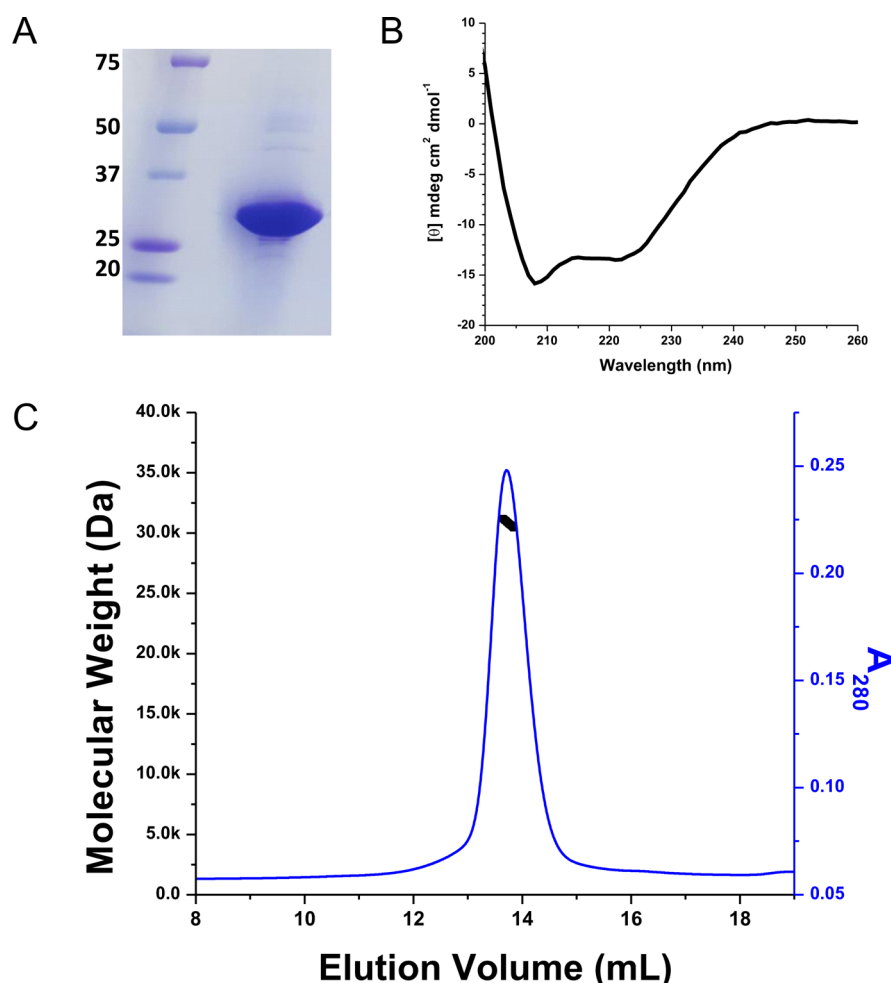 A
75
50
37
25
20
B
[θ] mdeg cm² dmol⁻¹
10
5
0
-5
-10
-15
-20
200 210 220 230 240 250 260
Wavelength (nm)
C
Molecular Weight (Da)
40.0k
35.0k
30.0k
25.0k
20.0k
15.0k
10.0k
5.0k
0.0
8 10 12 14 16 18
Elution Volume (mL)
0.25
0.20
0.15
0.10
0.05
A₂₈₀